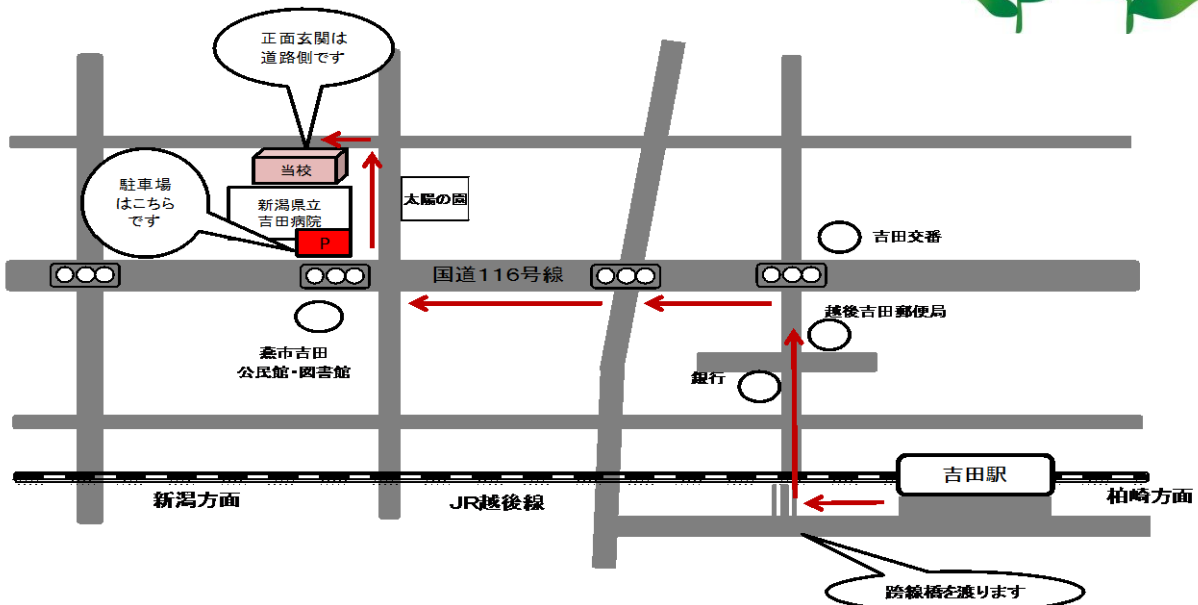 正面玄関は
道路側です
当校
駐車場
はこちら
です
新潟県立
吉田病院
P
太陽の園
吉田交番
国道116号線
越後吉田郵便局
燕市吉田
公民館・図書館
銀行
吉田駅
新潟方面
JR越後線
柏崎方面
跨線橋を渡ります